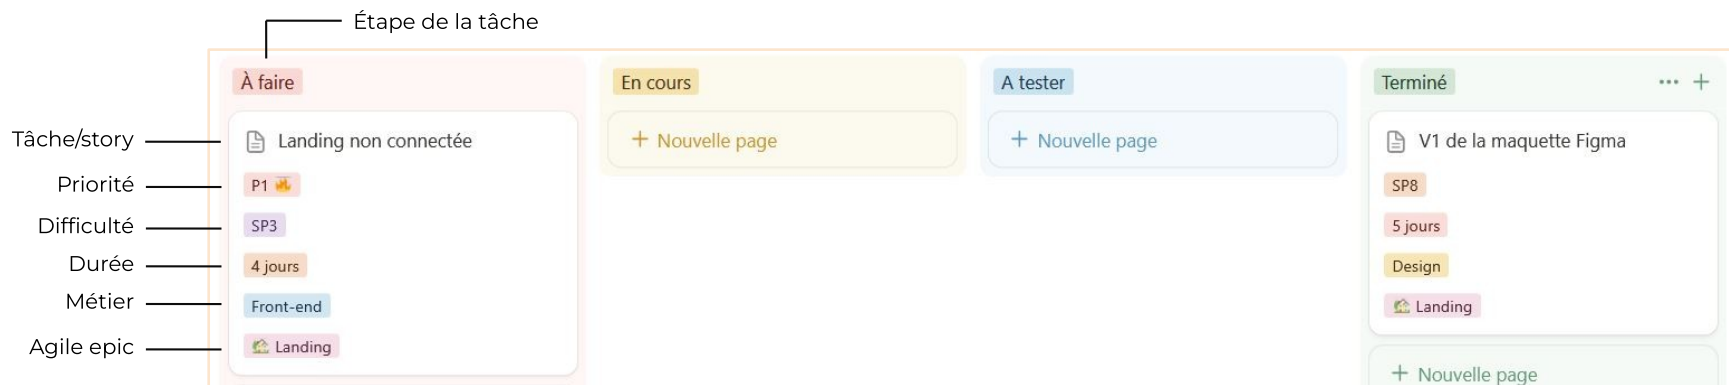 Étape de la tâche
À faire
En cours
A tester
Terminé
Tâche/story
Landing non connectée
Nouvelle page
Nouvelle page
V1 de la maquette Figma
Priorité
P1
SP8
Difficulté
SP3
5 jours
Durée
4 jours
Design
Métier
Front-end
Landing
Agile epic
Landing
Nouvelle page